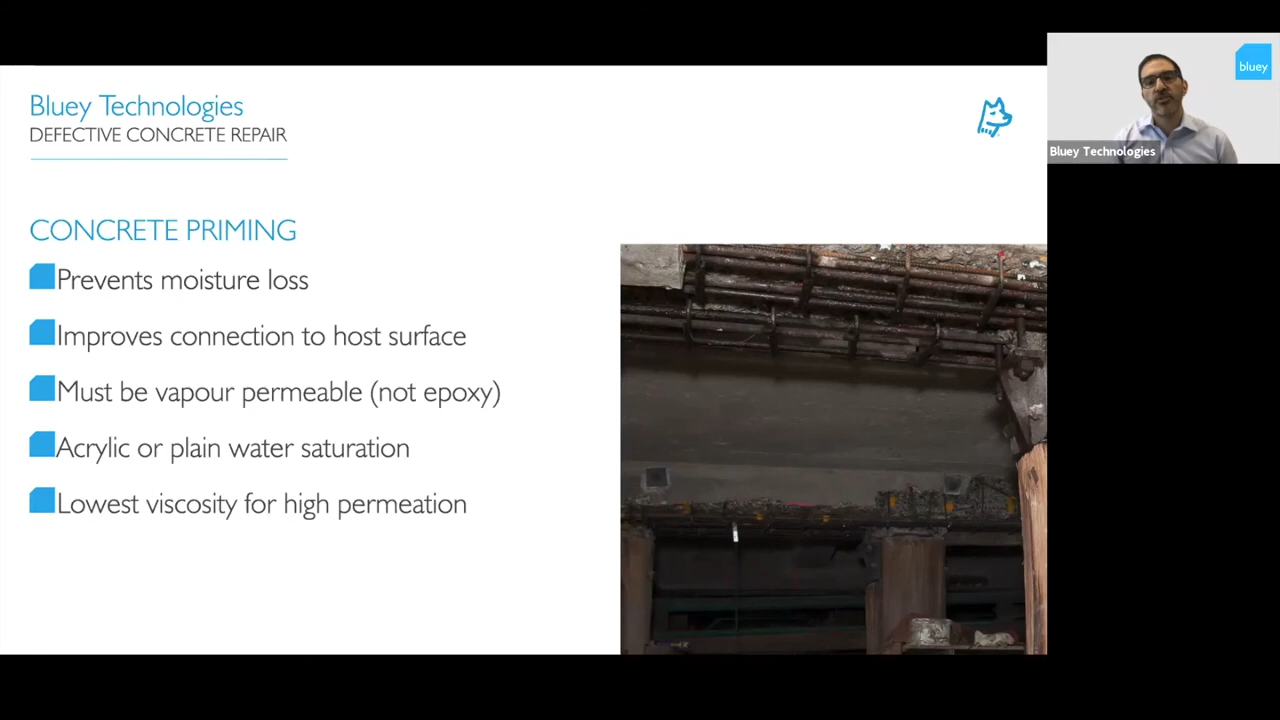 Bluey Technologies
DEFECTIVE CONCRETE REPAIR
CONCRETE PRIMING
Prevents moisture loss
Improves connection to host surface
Must be vapour permeable (not epoxy)
Acrylic or plain water saturation
Lowest viscosity for high permeation
bluey
Bluey Technologies